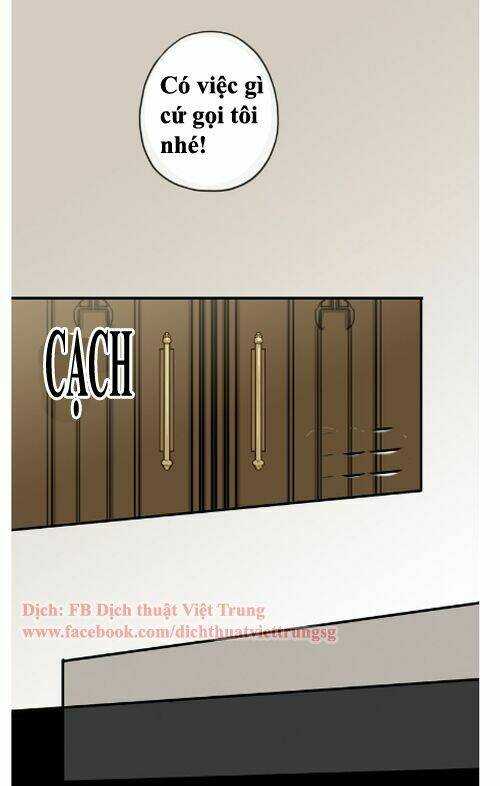 Có việc gì
cứ gọi tôi
nhé!
CẠCH
Dịch: FB Dịch thuật Việt Trung
www.facebook.com/dichthuatviettrungsg